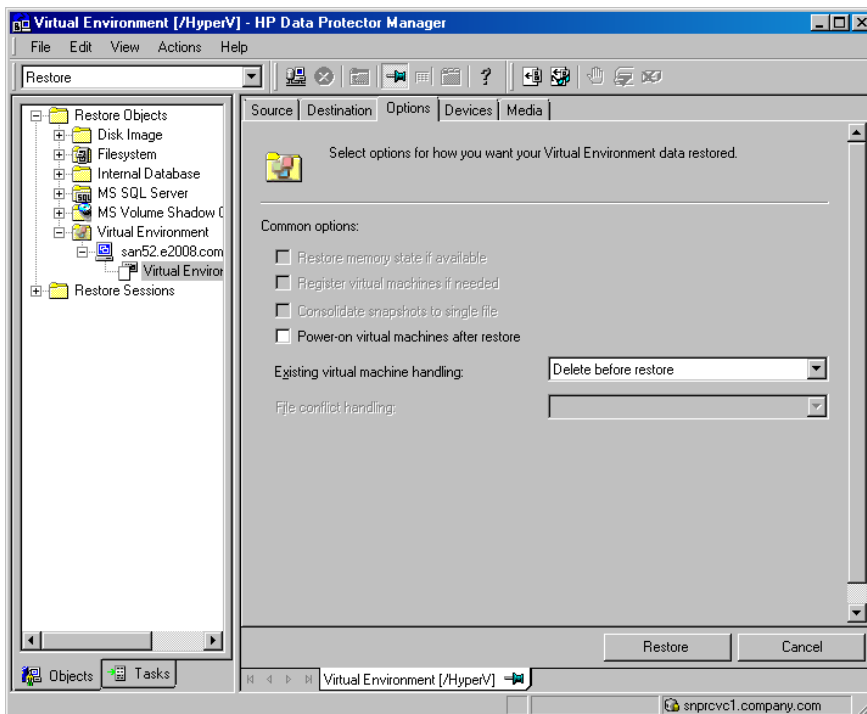 Virtual Environment [/HyperV] - HP Data Protector Manager
File Edit View Actions Help
Restore
Source Destination Options Devices Media
Restore Objects
Disk Image
Filesystem
Internal Database
MS SQL Server
MS Volume Shadow
Virtual Environment
san52.e2008.com
Virtual Environ
Restore Sessions
Select options for how you want your Virtual Environment data restored.
Common options:
Restore memory state if available
Register virtual machines if needed
Consolidate snapshots to single file
Power-on virtual machines after restore
Existing virtual machine handling: Delete before restore
File conflict handling:
Restore Cancel
Objects Tasks
Virtual Environment [/HyperV]
snprcvc1.company.com